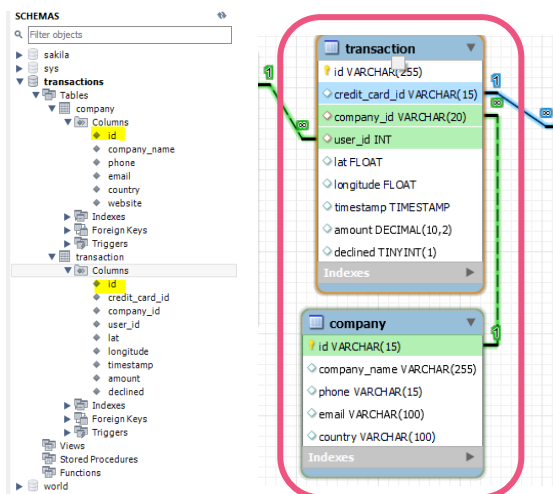 SCHEMAS
Filter objects
sakila
sys
transactions
Tables
company
Columns
id
company_name
phone
email
country
website
Indexes
Foreign Keys
Triggers
transaction
Columns
id
credit_card_id
company_id
user_id
lat
longitude
timestamp
amount
declined
Indexes
Foreign Keys
Triggers
Views
Stored Procedures
Functions
world
transaction
id VARCHAR(255)
credit_card_id VARCHAR(15)
company_id VARCHAR(20)
user_id INT
lat FLOAT
longitude FLOAT
timestamp TIMESTAMP
amount DECIMAL(10,2)
declined TINYINT(1)
Indexes
1
∞
1
∞
∞
1
company
id VARCHAR(15)
company_name VARCHAR(255)
phone VARCHAR(15)
email VARCHAR(100)
country VARCHAR(100)
Indexes